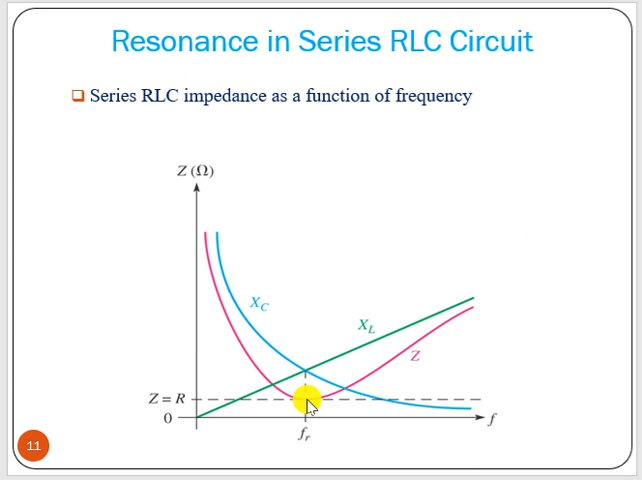 Resonance in Series RLC Circuit
Series RLC impedance as a function of frequency
Z (Ω)
X_C
X_L
Z
Z = R
0
f_r
f
11